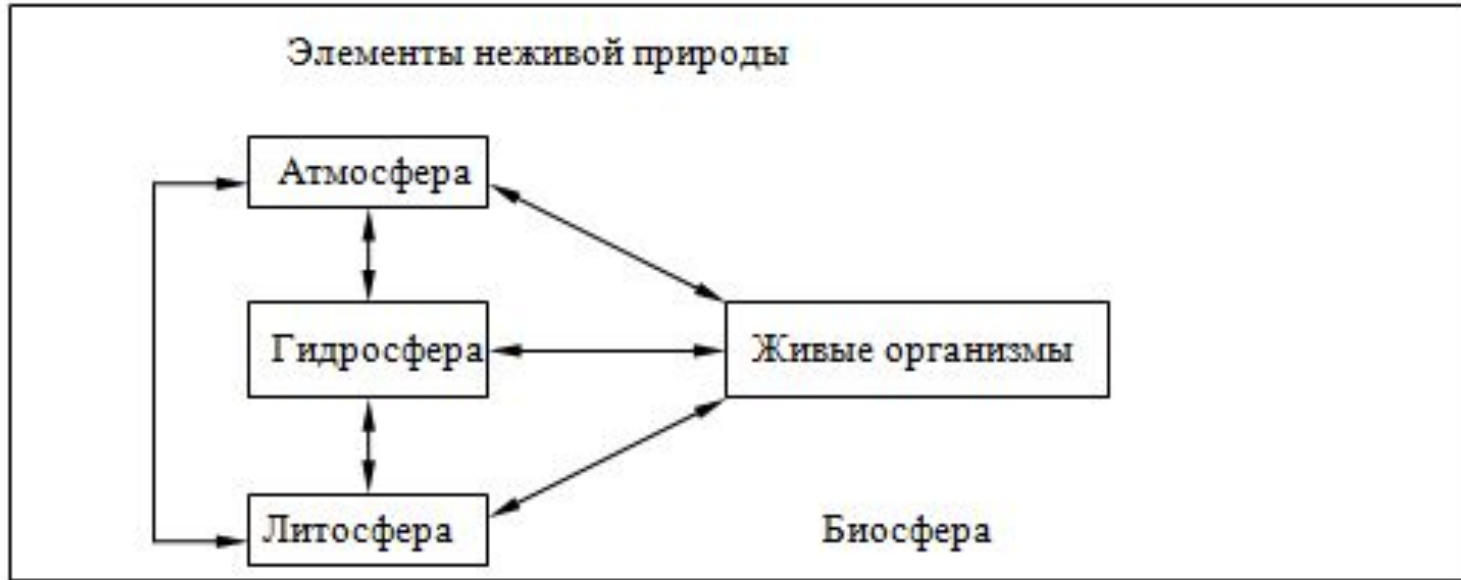 Элементы неживой природы
Атмосфера
Гидросфера
Живые организмы
Литосфера
Биосфера